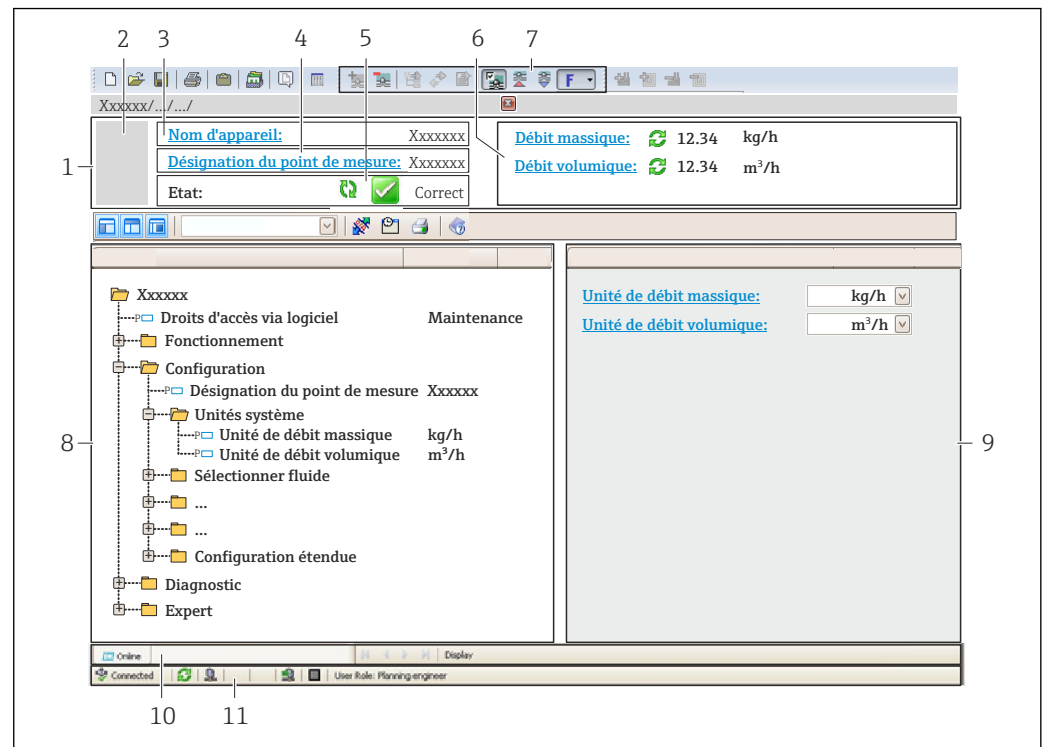 2 3 4 5 6 7
F
Xxxxxx/.../.../
1
Nom d'appareil: Xxxxxxx
Désignation du point de mesure: Xxxxxxx
Etat: Correct
Débit massique: 12.34 kg/h
Débit volumique: 12.34 m³/h
Xxxxxx
Droits d'accès via logiciel Maintenance
Fonctionnement
Configuration
Désignation du point de mesure Xxxxxx
Unités système
Unité de débit massique kg/h
Unité de débit volumique m³/h
Sélectionner fluide
...
...
Configuration étendue
Diagnostic
Expert
8
Unité de débit massique: kg/h
Unité de débit volumique: m³/h
9
Online Display
Connected User Role: Planning engineer
10 11